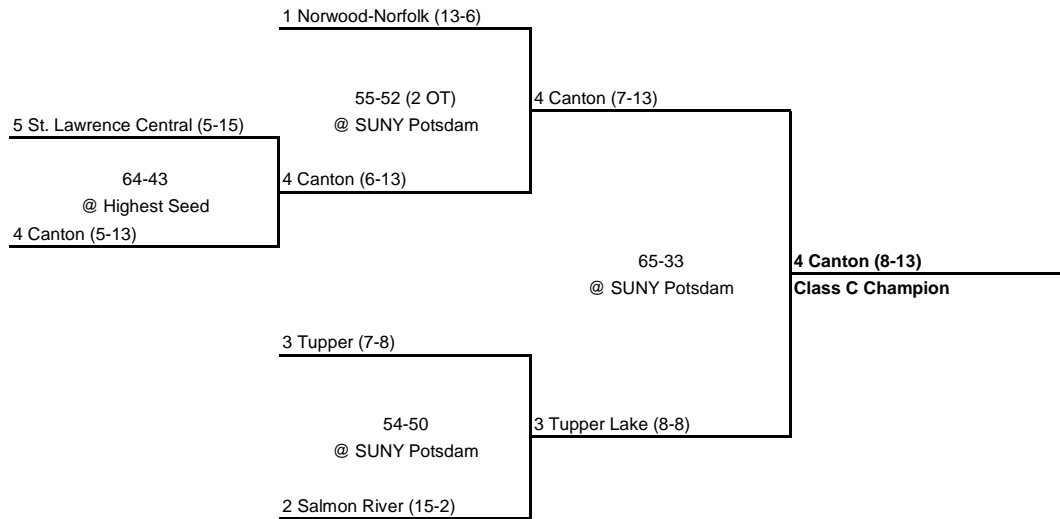 1 Norwood-Norfolk (13-6)
55-52 (2 OT)
@ SUNY Potsdam
4 Canton (7-13)
5 St. Lawrence Central (5-15)
64-43
@ Highest Seed
4 Canton (6-13)
4 Canton (5-13)
65-33
@ SUNY Potsdam
4 Canton (8-13)
Class C Champion
3 Tupper (7-8)
54-50
@ SUNY Potsdam
3 Tupper Lake (8-8)
2 Salmon River (15-2)